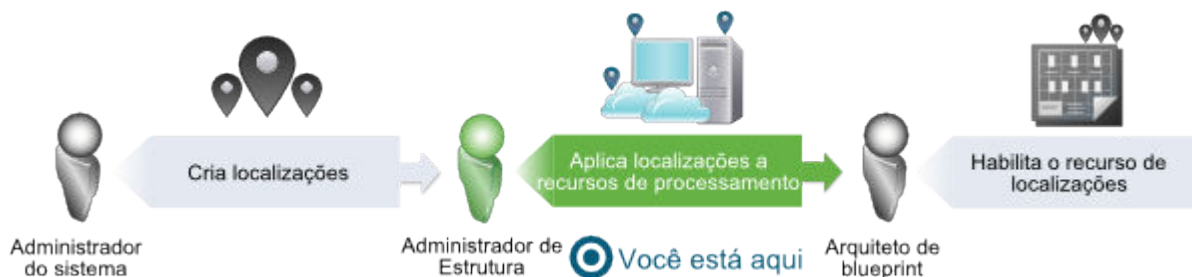 Cria localizações
Aplica localizações a
recursos de processamento
Habilita o recurso de
localizações
Administrador
do sistema
Administrador de
Estrutura
Você está aqui
Arquiteto de
blueprint